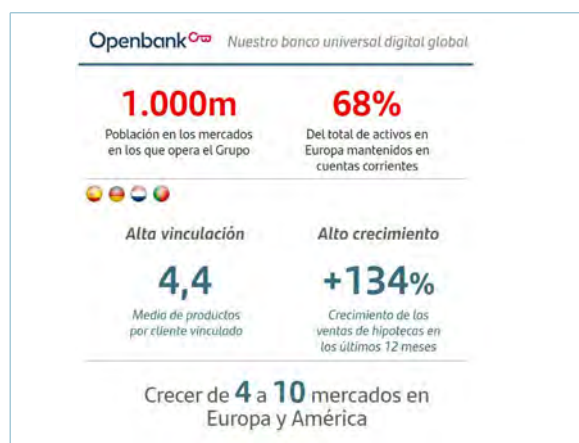 Openbank Nuestro banco universal digital global
1.000m
Población en los mercados
en los que opera el Grupo
68%
Del total de activos en
Europa mantenidos en
cuentas corrientes
Alta vinculación
4,4
Media de productos
por cliente vinculado
Alto crecimiento
+134%
Crecimiento de las
ventas de hipotecas en
los últimos 12 meses
Crecer de 4 a 10 mercados en
Europa y América